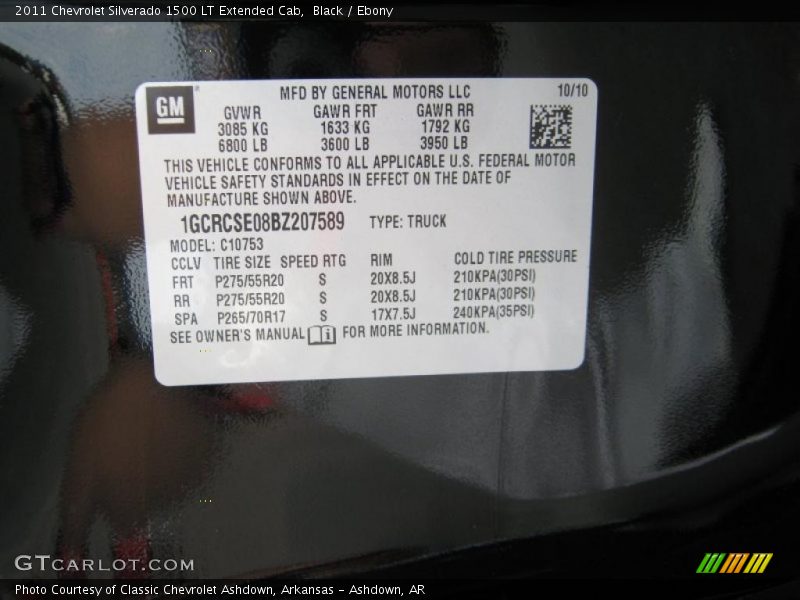 2011 Chevrolet Silverado 1500 LT Extended Cab,  Black / Ebony
MFD BY GENERAL MOTORS LLC 10/10
GM
GVWR GAWR FRT GAWR RR
3085 KG 1633 KG 1792 KG
6800 LB 3600 LB 3950 LB
THIS VEHICLE CONFORMS TO ALL APPLICABLE U.S. FEDERAL MOTOR
VEHICLE SAFETY STANDARDS IN EFFECT ON THE DATE OF
MANUFACTURE SHOWN ABOVE.
1GCRCSE08BZ207589 TYPE: TRUCK
MODEL: C10753
CCLV TIRE SIZE SPEED RTG RIM COLD TIRE PRESSURE
FRT P275/55R20 S 20X8.5J 210KPA(30PSI)
RR P275/55R20 S 20X8.5J 210KPA(30PSI)
SPA P265/70R17 S 17X7.5J 240KPA(35PSI)
SEE OWNER'S MANUAL FOR MORE INFORMATION.
GTCARLOT.COM
Photo Courtesy of Classic Chevrolet Ashdown, Arkansas - Ashdown, AR